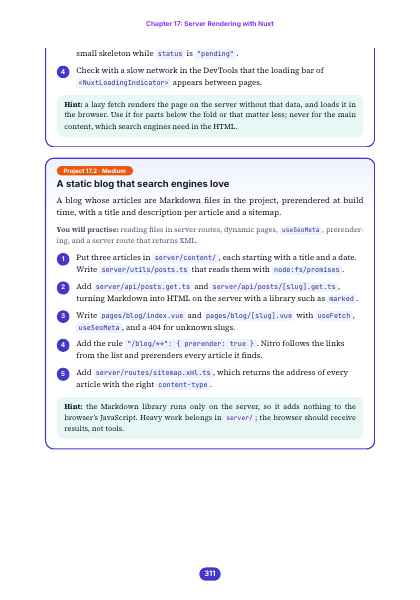 Chapter 17: Server Rendering with Nuxt
small skeleton while status is "pending" .
4 Check with a slow network in the DevTools that the loading bar of
<NuxtLoadingIndicator> appears between pages.
Hint: a lazy fetch renders the page on the server without that data, and loads it in
the browser. Use it for parts below the fold or that matter less; never for the main
content, which search engines need in the HTML.
Project 17.2 · Medium
A static blog that search engines love
A blog whose articles are Markdown files in the project, prerendered at build
time, with a title and description per article and a sitemap.
You will practise: reading files in server routes, dynamic pages, useSeoMeta , prerender-
ing, and a server route that returns XML.
1 Put three articles in server/content/ , each starting with a title and a date.
Write server/utils/posts.ts that reads them with node:fs/promises .
2 Add server/api/posts.get.ts and server/api/posts/[slug].get.ts ,
turning Markdown into HTML on the server with a library such as marked .
3 Write pages/blog/index.vue and pages/blog/[slug].vue with useFetch ,
useSeoMeta , and a 404 for unknown slugs.
4 Add the rule "/blog/**": { prerender: true } . Nitro follows the links
from the list and prerenders every article it finds.
5 Add server/routes/sitemap.xml.ts , which returns the address of every
article with the right content-type .
Hint: the Markdown library runs only on the server, so it adds nothing to the
browser's JavaScript. Heavy work belongs in server/ ; the browser should receive
results, not tools.
311